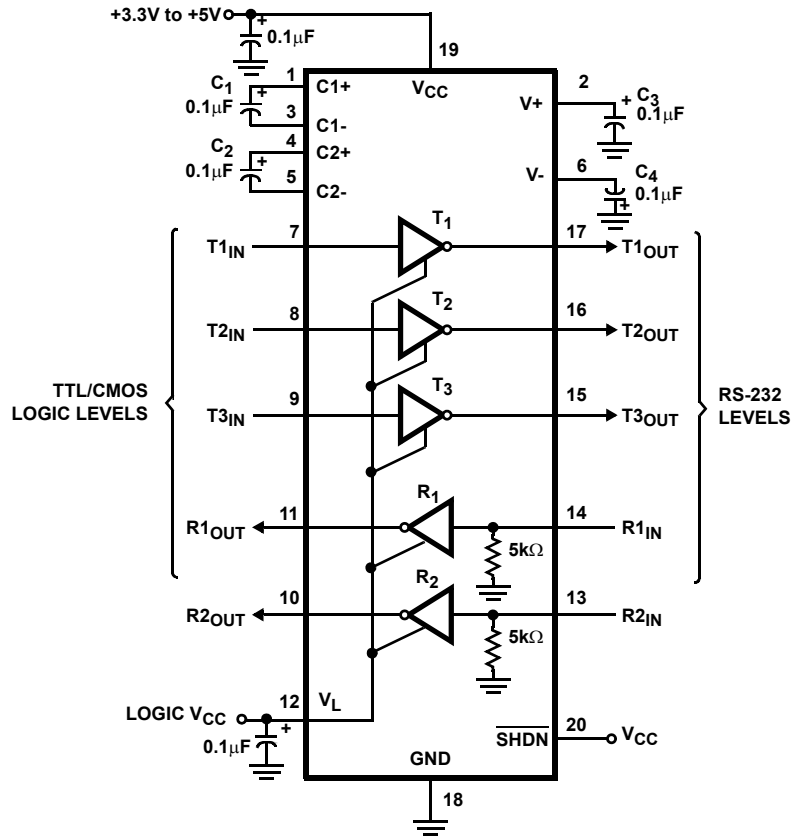 +3.3V to +5V
+
0.1μF
19
1
C1+
VCC
2
C1
+
0.1μF
V+
+
C3
0.1μF
3
C1-
4
C2+
C2
+
0.1μF
V-
6
C4
0.1μF
+
5
C2-
T1IN
7
T1
17
T1OUT
T2IN
8
T2
16
T2OUT
TTL/CMOS
LOGIC LEVELS
T3IN
9
T3
15
T3OUT
RS-232
LEVELS
R1OUT
11
R1
14
R1IN
5kΩ
R2OUT
10
R2
13
R2IN
5kΩ
LOGIC VCC
12
VL
+
0.1μF
SHDN
20
VCC
GND
18